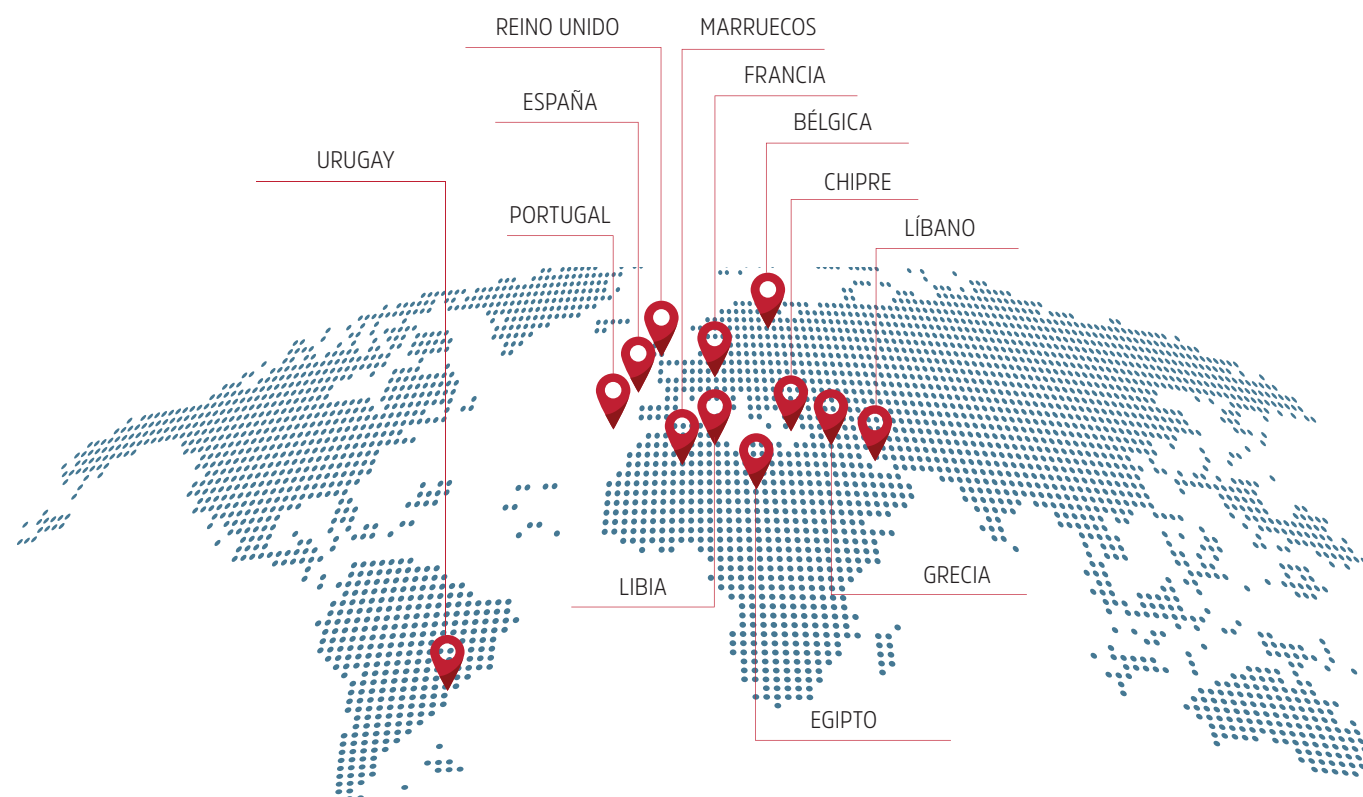 REINO UNIDO
MARRUECOS
FRANCIA
ESPAÑA
BÉLGICA
URUGAY
CHIPRE
PORTUGAL
LÍBANO
GRECIA
LIBIA
EGIPTO